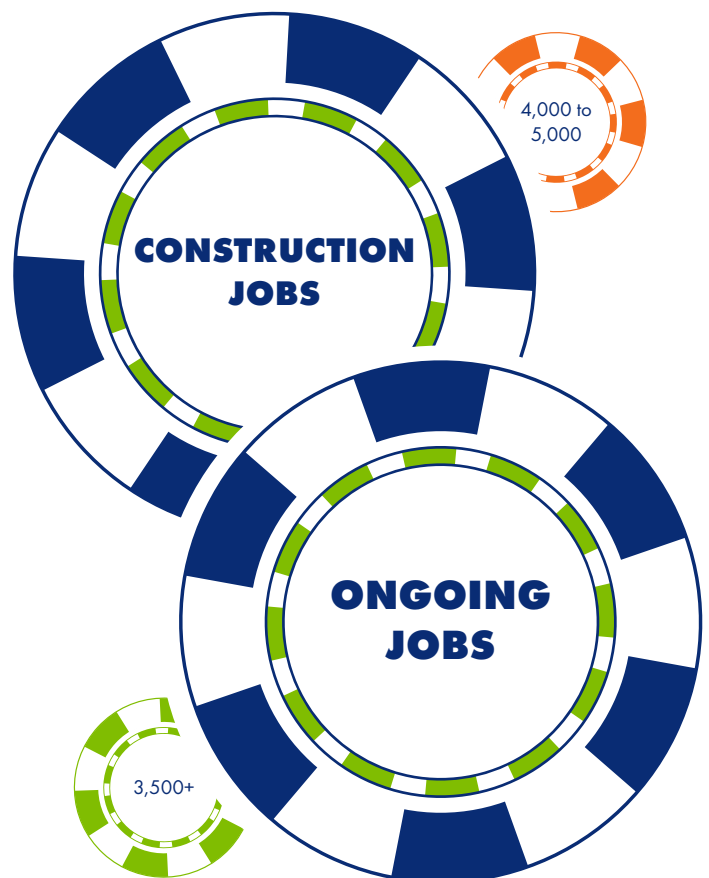 4,000 to
5,000
CONSTRUCTION
JOBS
ONGOING
JOBS
3,500+